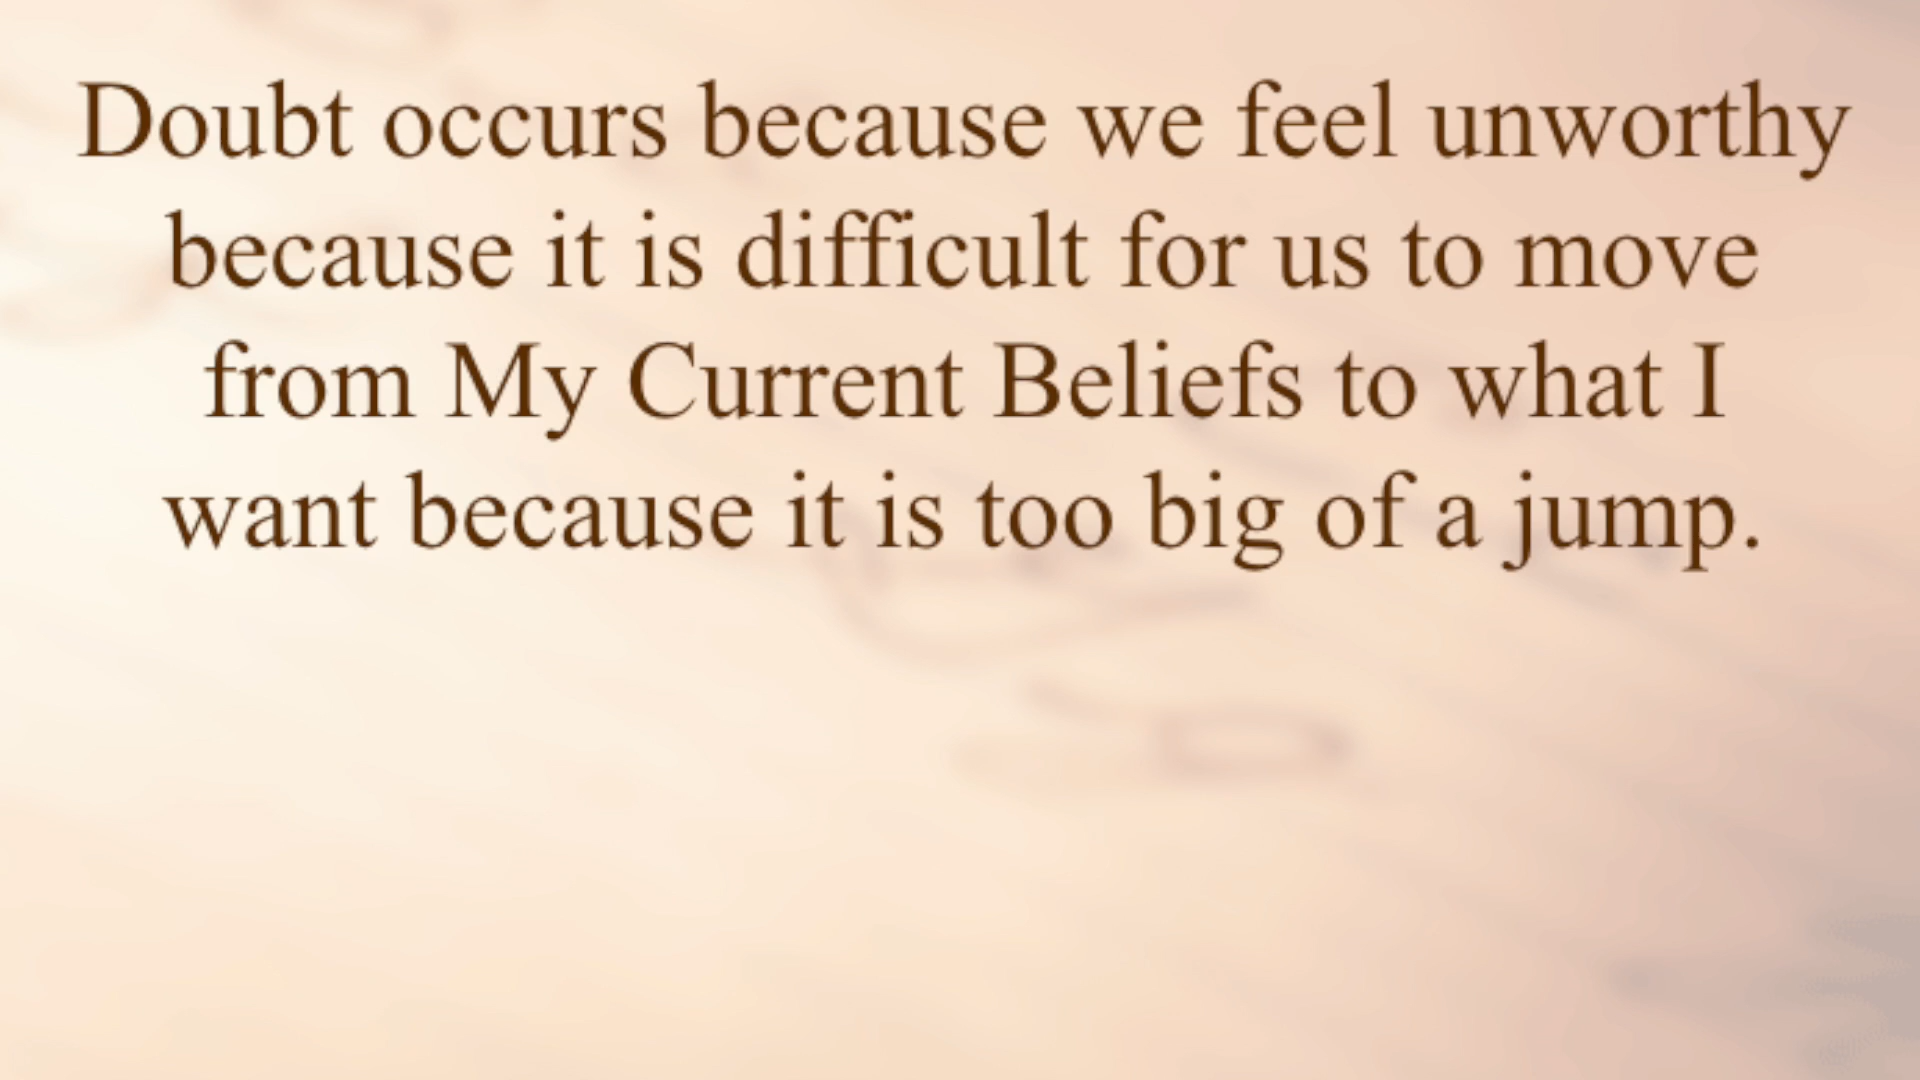 Doubt occurs because we feel unworthy
because it is difficult for us to move
from My Current Beliefs to what I
want because it is too big of a jump.